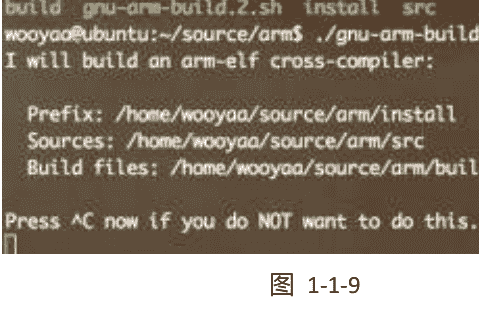 build gnu-arm-build.2.sh install src
wooyaa@ubuntu:~/source/arm$ ./gnu-arm-build
I will build an arm-elf cross-compiler:
Prefix: /home/wooyaa/source/arm/install
Sources: /home/wooyaa/source/arm/src
Build files: /home/wooyaa/source/arm/buil
Press ^C now if you do NOT want to do this.
图 1-1-9